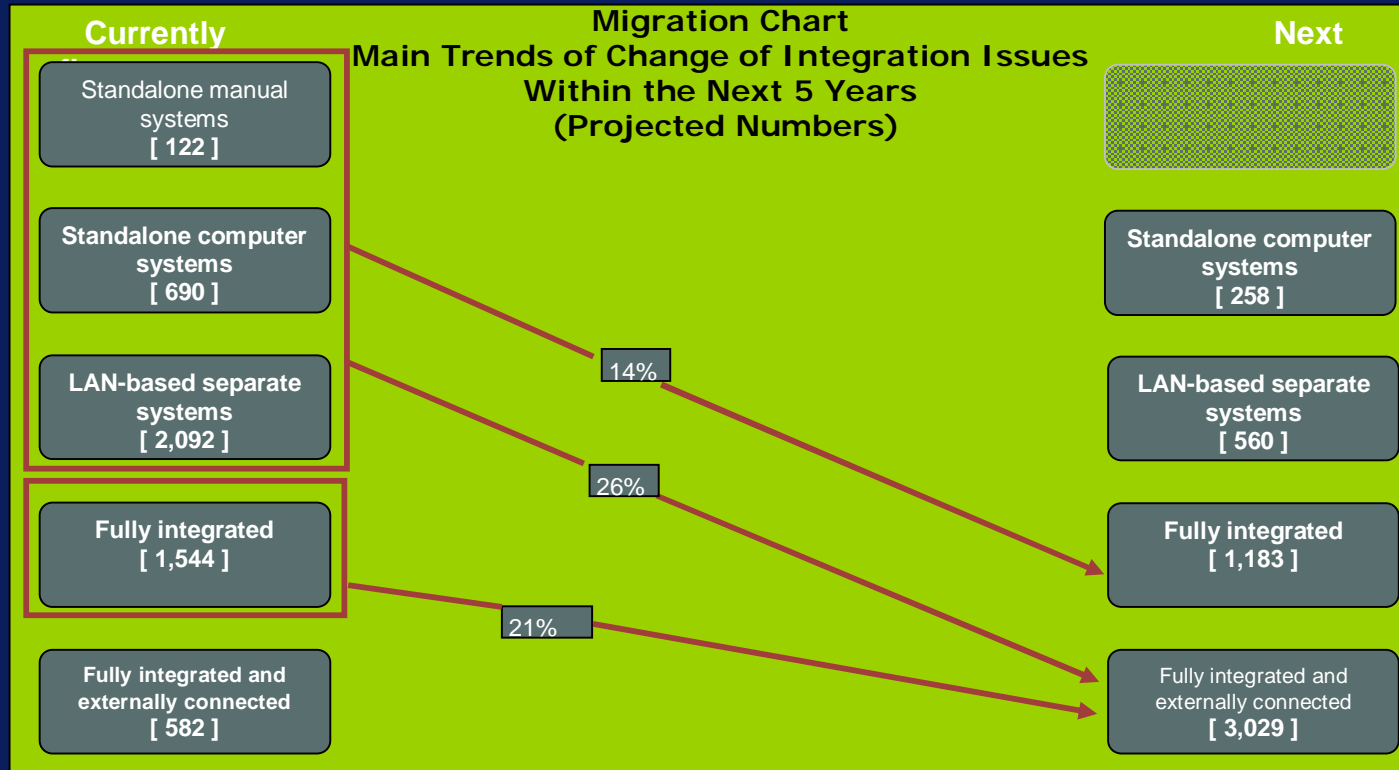 Migration Chart
Main Trends of Change of Integration Issues
Within the Next 5 Years
(Projected Numbers)
Currently
Standalone manual
systems
[ 122 ]
Standalone computer
systems
[ 690 ]
LAN-based separate
systems
[ 2,092 ]
Fully integrated
[ 1,544 ]
Fully integrated and
externally connected
[ 582 ]
14%
26%
21%
Next
Standalone computer
systems
[ 258 ]
LAN-based separate
systems
[ 560 ]
Fully integrated
[ 1,183 ]
Fully integrated and
externally connected
[ 3,029 ]